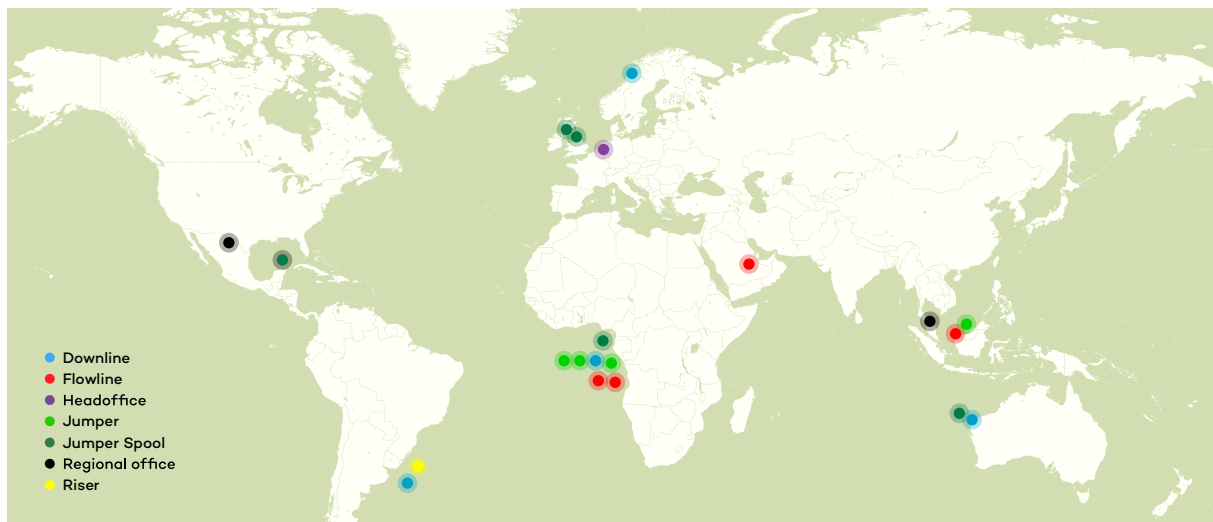 Downline
Flowline
Headoffice
Jumper
Jumper Spool
Regional office
Riser